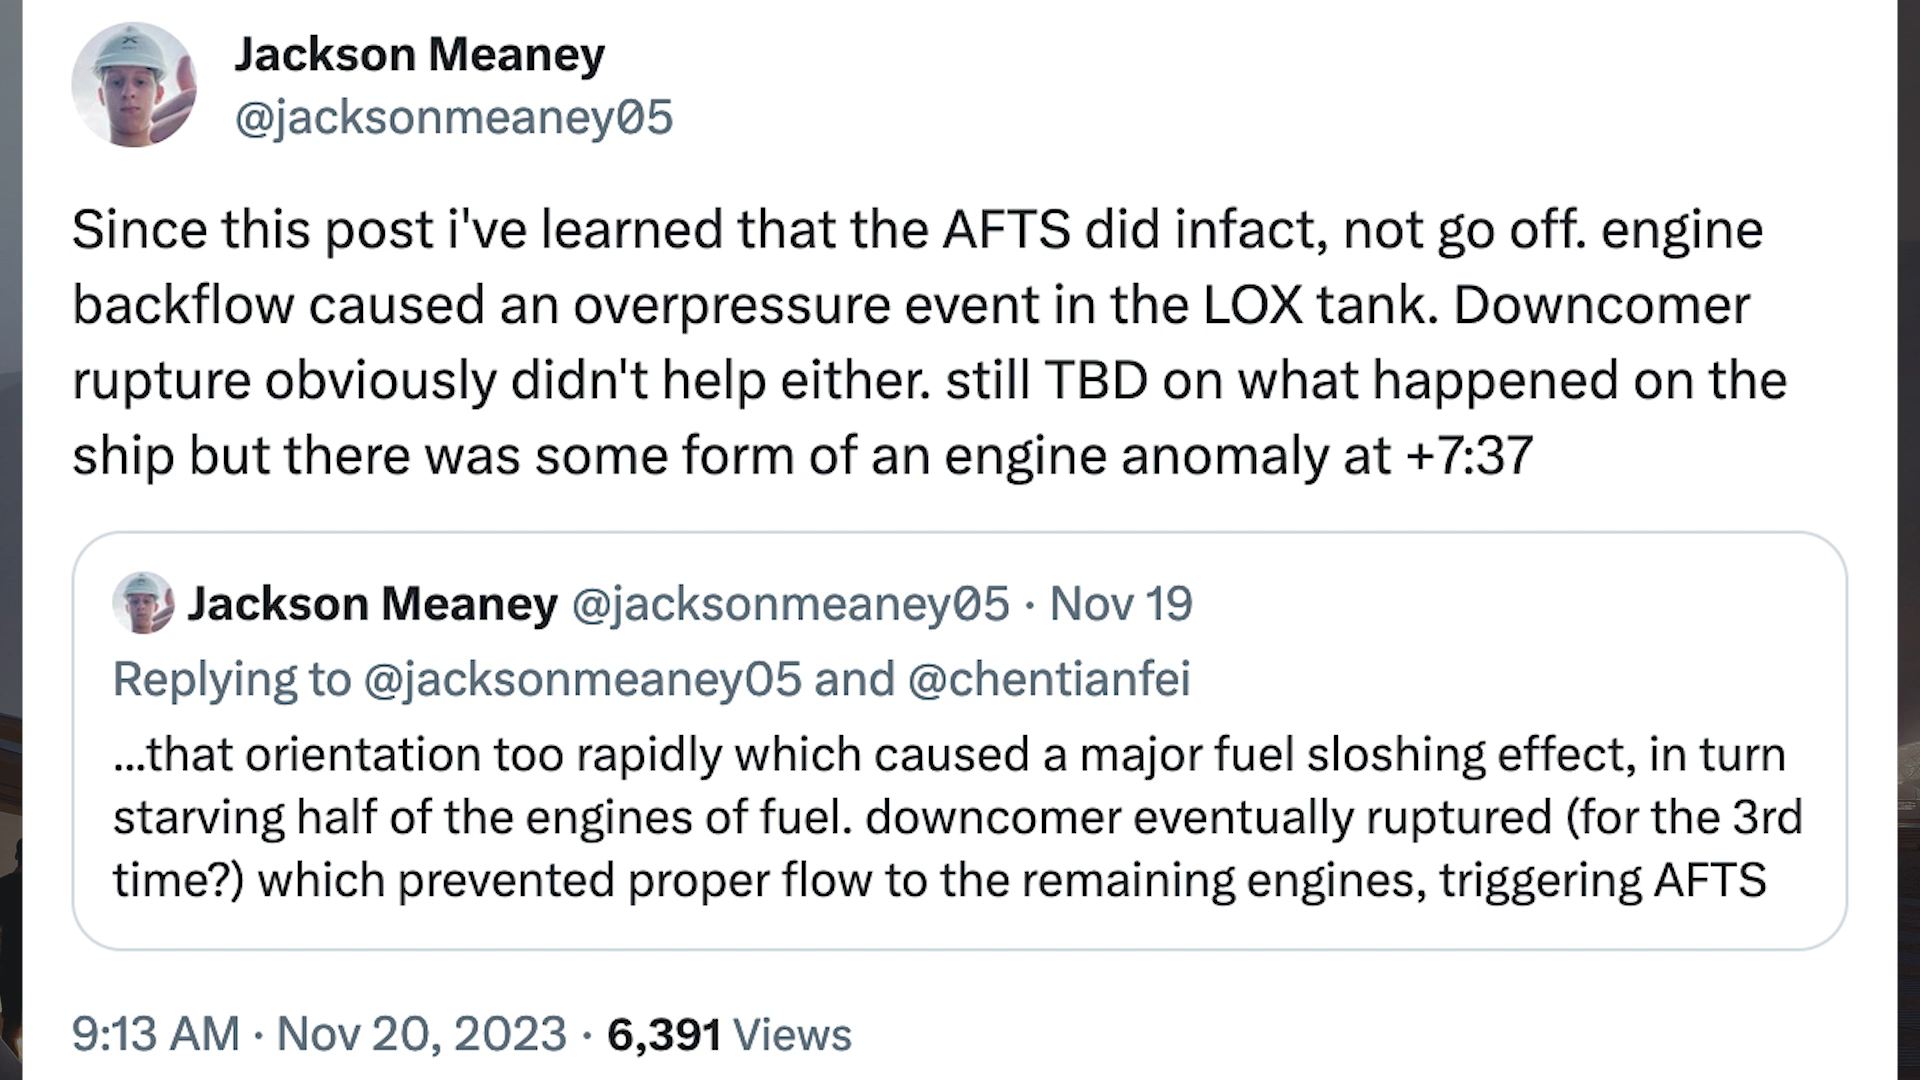 Jackson Meaney
@jacksonmeaney05
Since this post i've learned that the AFTS did infact, not go off. engine
backflow caused an overpressure event in the LOX tank. Downcomer
rupture obviously didn't help either. still TBD on what happened on the
ship but there was some form of an engine anomaly at +7:37
Jackson Meaney @jacksonmeaney05 · Nov 19
Replying to @jacksonmeaney05 and @chentianfei
...that orientation too rapidly which caused a major fuel sloshing effect, in turn
starving half of the engines of fuel. downcomer eventually ruptured (for the 3rd
time?) which prevented proper flow to the remaining engines, triggering AFTS
9:13 AM · Nov 20, 2023 · 6,391 Views